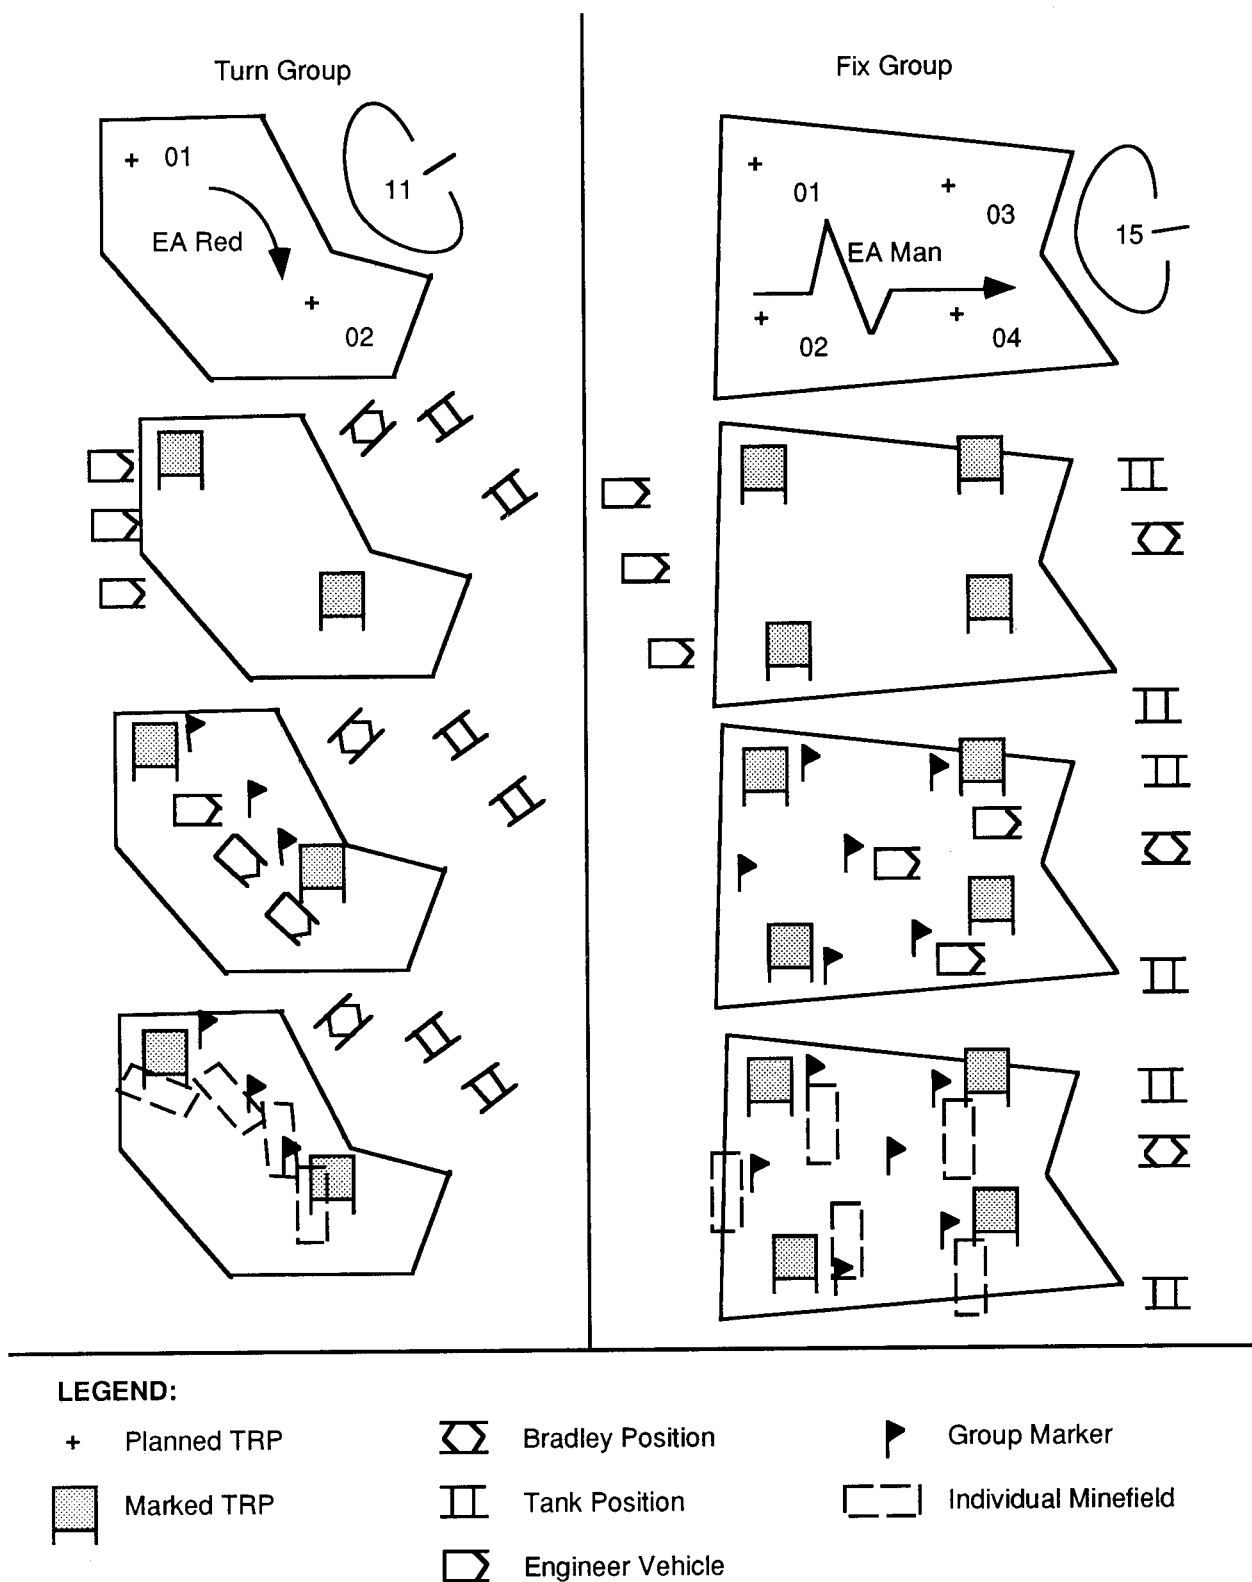 Turn Group
Fix Group
01
11
EA Red
02
01
03
15
EA Man
02
04
LEGEND:
+ Planned TRP
Bradley Position
Group Marker
Marked TRP
Tank Position
Individual Minefield
Engineer Vehicle